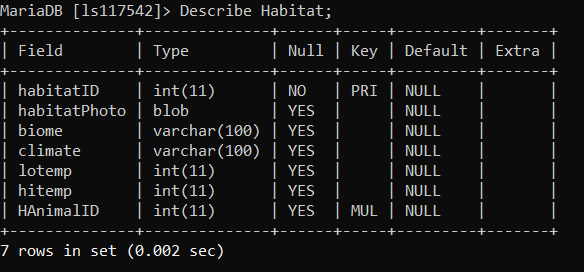 MariaDB [ls117542]> Describe Habitat;
+--------------+--------------+------+-----+---------+-------+
| Field        | Type         | Null | Key | Default | Extra |
+--------------+--------------+------+-----+---------+-------+
| habitatID    | int(11)      | NO   | PRI | NULL    |       |
| habitatPhoto | blob         | YES  |     | NULL    |       |
| biome        | varchar(100) | YES  |     | NULL    |       |
| climate      | varchar(100) | YES  |     | NULL    |       |
| lotemp       | int(11)      | YES  |     | NULL    |       |
| hitemp       | int(11)      | YES  |     | NULL    |       |
| HAnimalID    | int(11)      | YES  | MUL | NULL    |       |
+--------------+--------------+------+-----+---------+-------+
7 rows in set (0.002 sec)